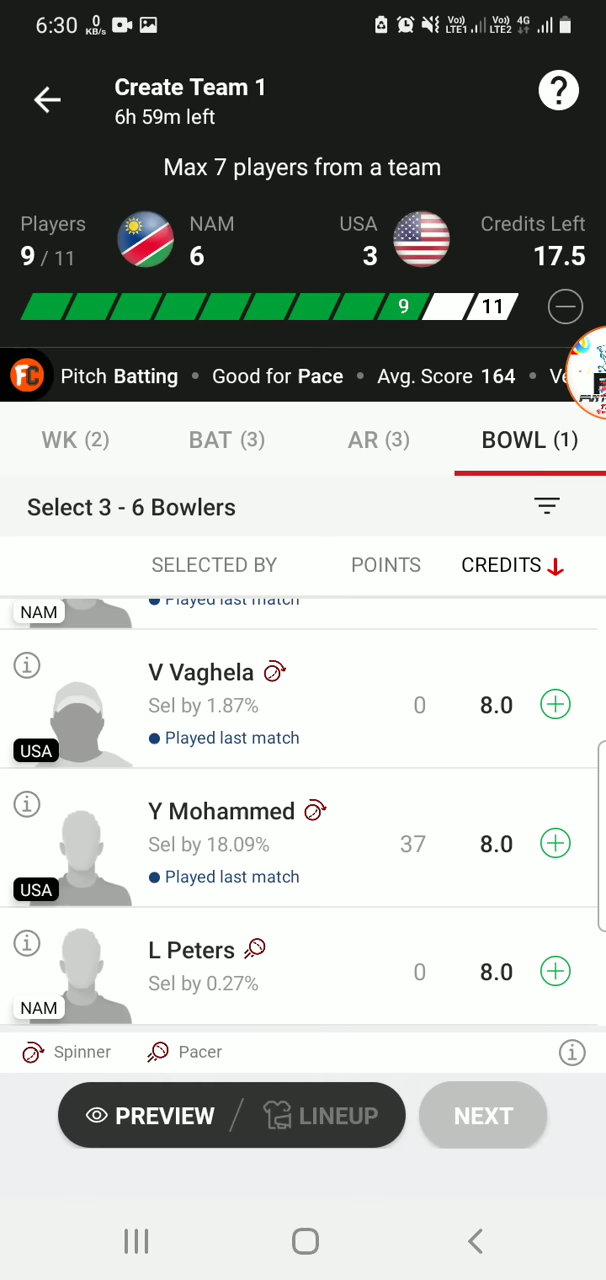 6:30 0 KB/s Vo)) LTE1 Vo)) LTE2 4G
Create Team 1
6h 59m left
?
Max 7 players from a team
Players NAM USA Credits Left
9 / 11 6 3 17.5
9 11
FC Pitch Batting • Good for Pace • Avg. Score 164 •
WK (2) BAT (3) AR (3) BOWL (1)
Select 3 - 6 Bowlers
SELECTED BY POINTS CREDITS
NAM Played last match
V Vaghela
Sel by 1.87% 0 8.0
USA Played last match
Y Mohammed
Sel by 18.09% 37 8.0
USA Played last match
L Peters
Sel by 0.27% 0 8.0
NAM
Spinner Pacer
PREVIEW / LINEUP NEXT